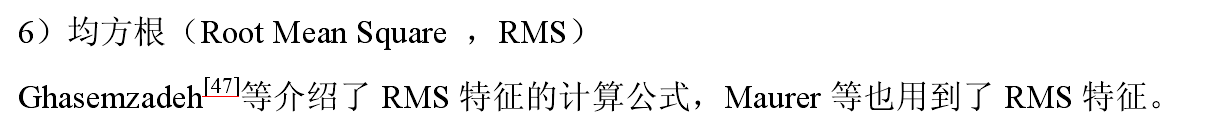 6）均方根（Root Mean Square ，RMS）
Ghasemzadeh[47]等介绍了 RMS 特征的计算公式，Maurer 等也用到了 RMS 特征。